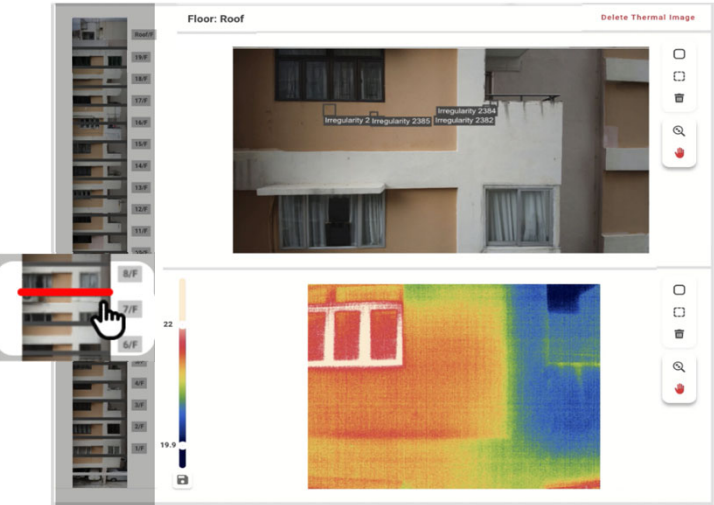 Floor: Roof
Delete Thermal Image
Roof/F
19/F
18/F
17/F
16/F
15/F
14/F
13/F
12/F
11/F
8/F
7/F
6/F
4/F
3/F
2/F
1/F
Irregularity 2384
Irregularity 2
Irregularity 2385
Irregularity 2382
22
19.9